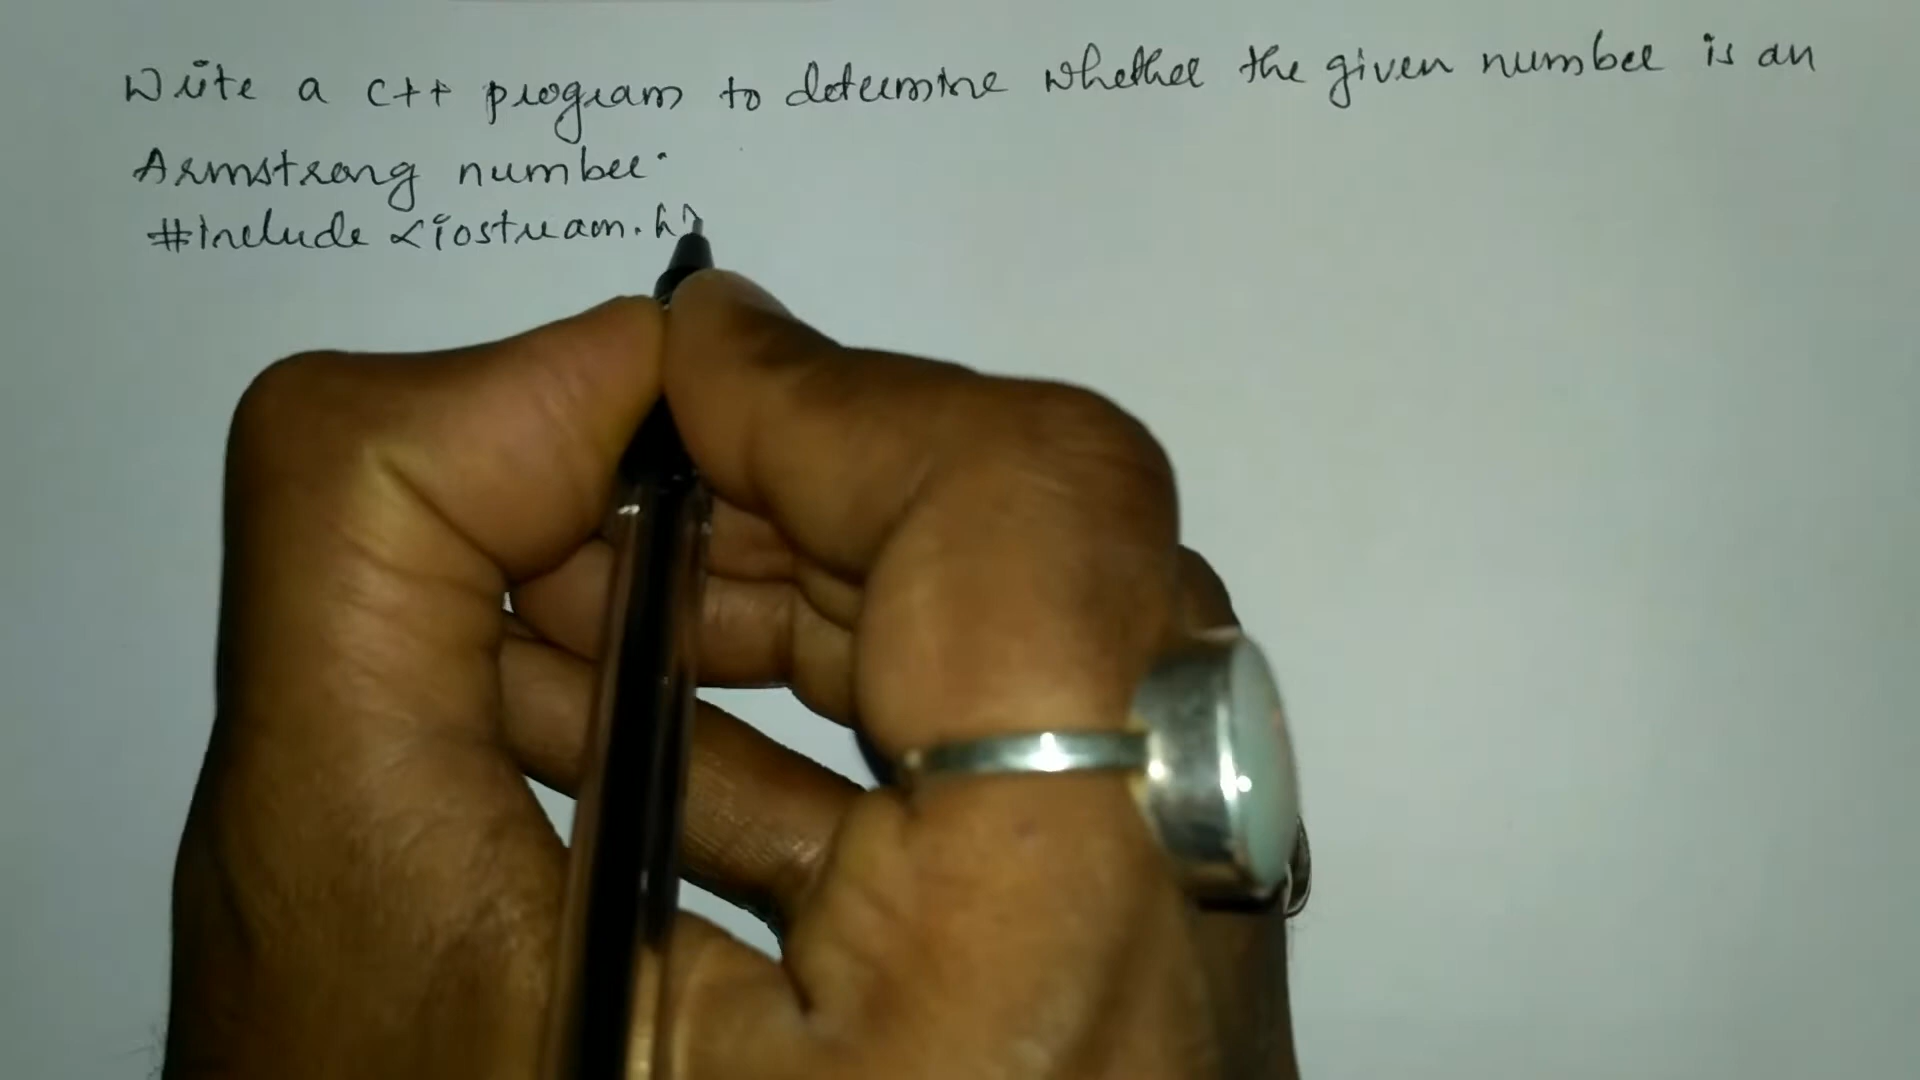 Write a C++ program to determine whether the given number is an
Armstrong number.
#include <iostream.h>